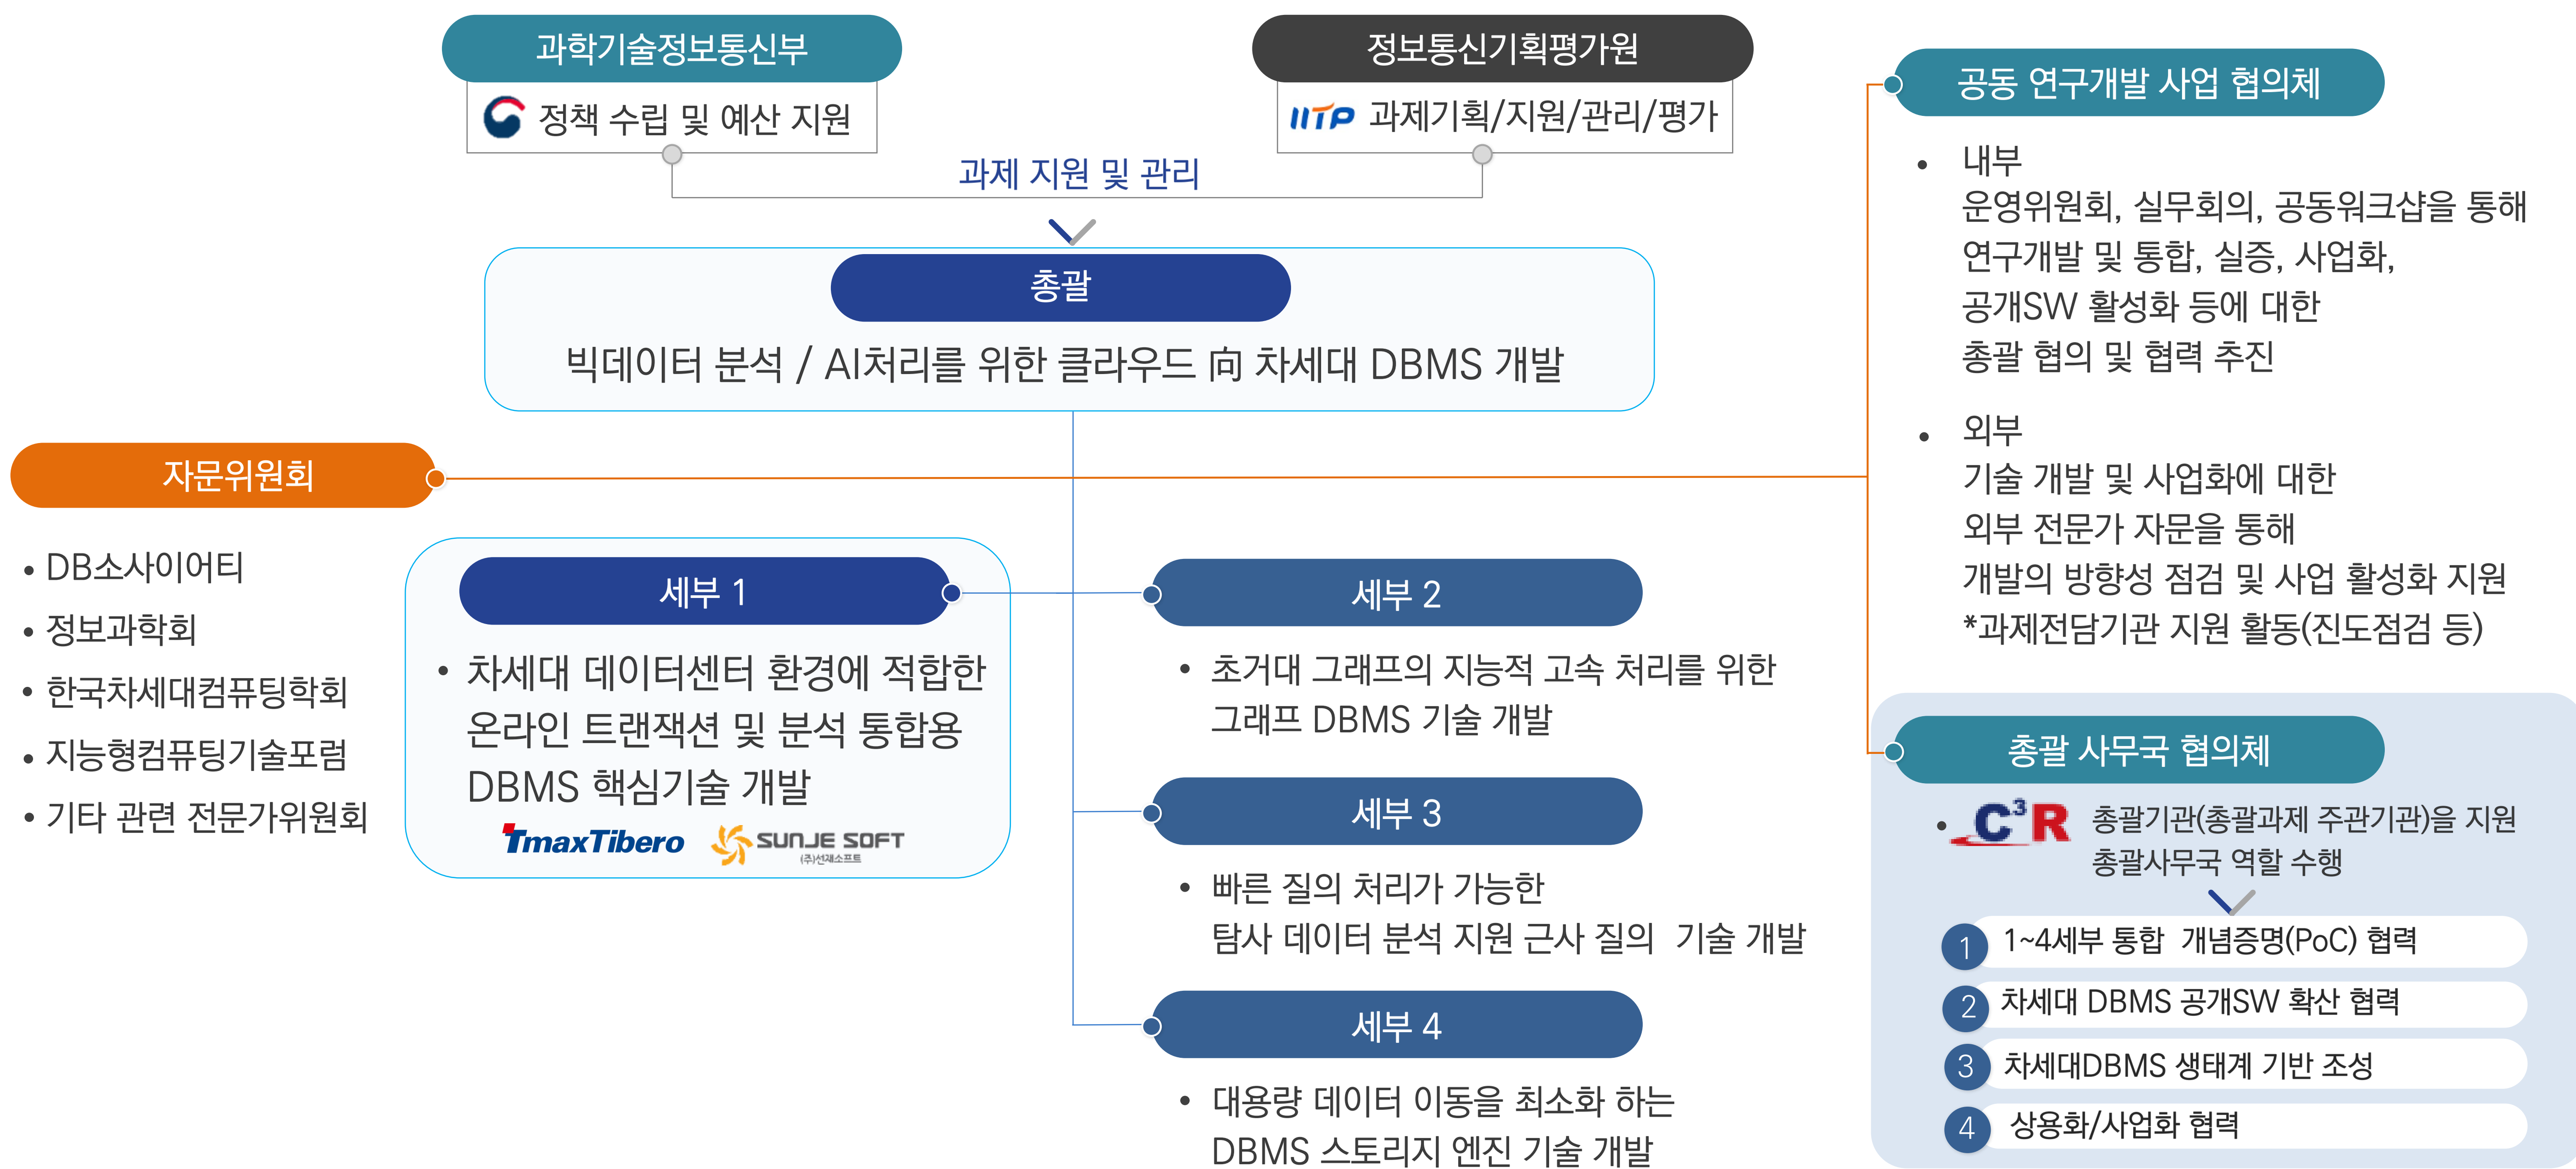 과학기술정보통신부
정책 수립 및 예산 지원
정보통신기획평가원
IITP 과제기획/지원/관리/평가
과제 지원 및 관리
총괄
빅데이터 분석 / AI처리를 위한 클라우드 向 차세대 DBMS 개발
자문위원회
• DB소사이어티
• 정보과학회
• 한국차세대컴퓨팅학회
• 지능형컴퓨팅기술포럼
• 기타 관련 전문가위원회
세부 1
• 차세대 데이터센터 환경에 적합한
온라인 트랜잭션 및 분석 통합용
DBMS 핵심기술 개발
TmaxTibero
SUNJE SOFT
(주)선재소프트
세부 2
• 초거대 그래프의 지능적 고속 처리를 위한
그래프 DBMS 기술 개발
세부 3
• 빠른 질의 처리가 가능한
탐사 데이터 분석 지원 근사 질의 기술 개발
세부 4
• 대용량 데이터 이동을 최소화 하는
DBMS 스토리지 엔진 기술 개발
공동 연구개발 사업 협의체
• 내부
운영위원회, 실무회의, 공동워크샵을 통해
연구개발 및 통합, 실증, 사업화,
공개SW 활성화 등에 대한
총괄 협의 및 협력 추진
• 외부
기술 개발 및 사업화에 대한
외부 전문가 자문을 통해
개발의 방향성 점검 및 사업 활성화 지원
*과제전담기관 지원 활동(진도점검 등)
총괄 사무국 협의체
• C³R 총괄기관(총괄과제 주관기관)을 지원
총괄사무국 역할 수행
1 1~4세부 통합 개념증명(PoC) 협력
2 차세대 DBMS 공개SW 확산 협력
3 차세대DBMS 생태계 기반 조성
4 상용화/사업화 협력